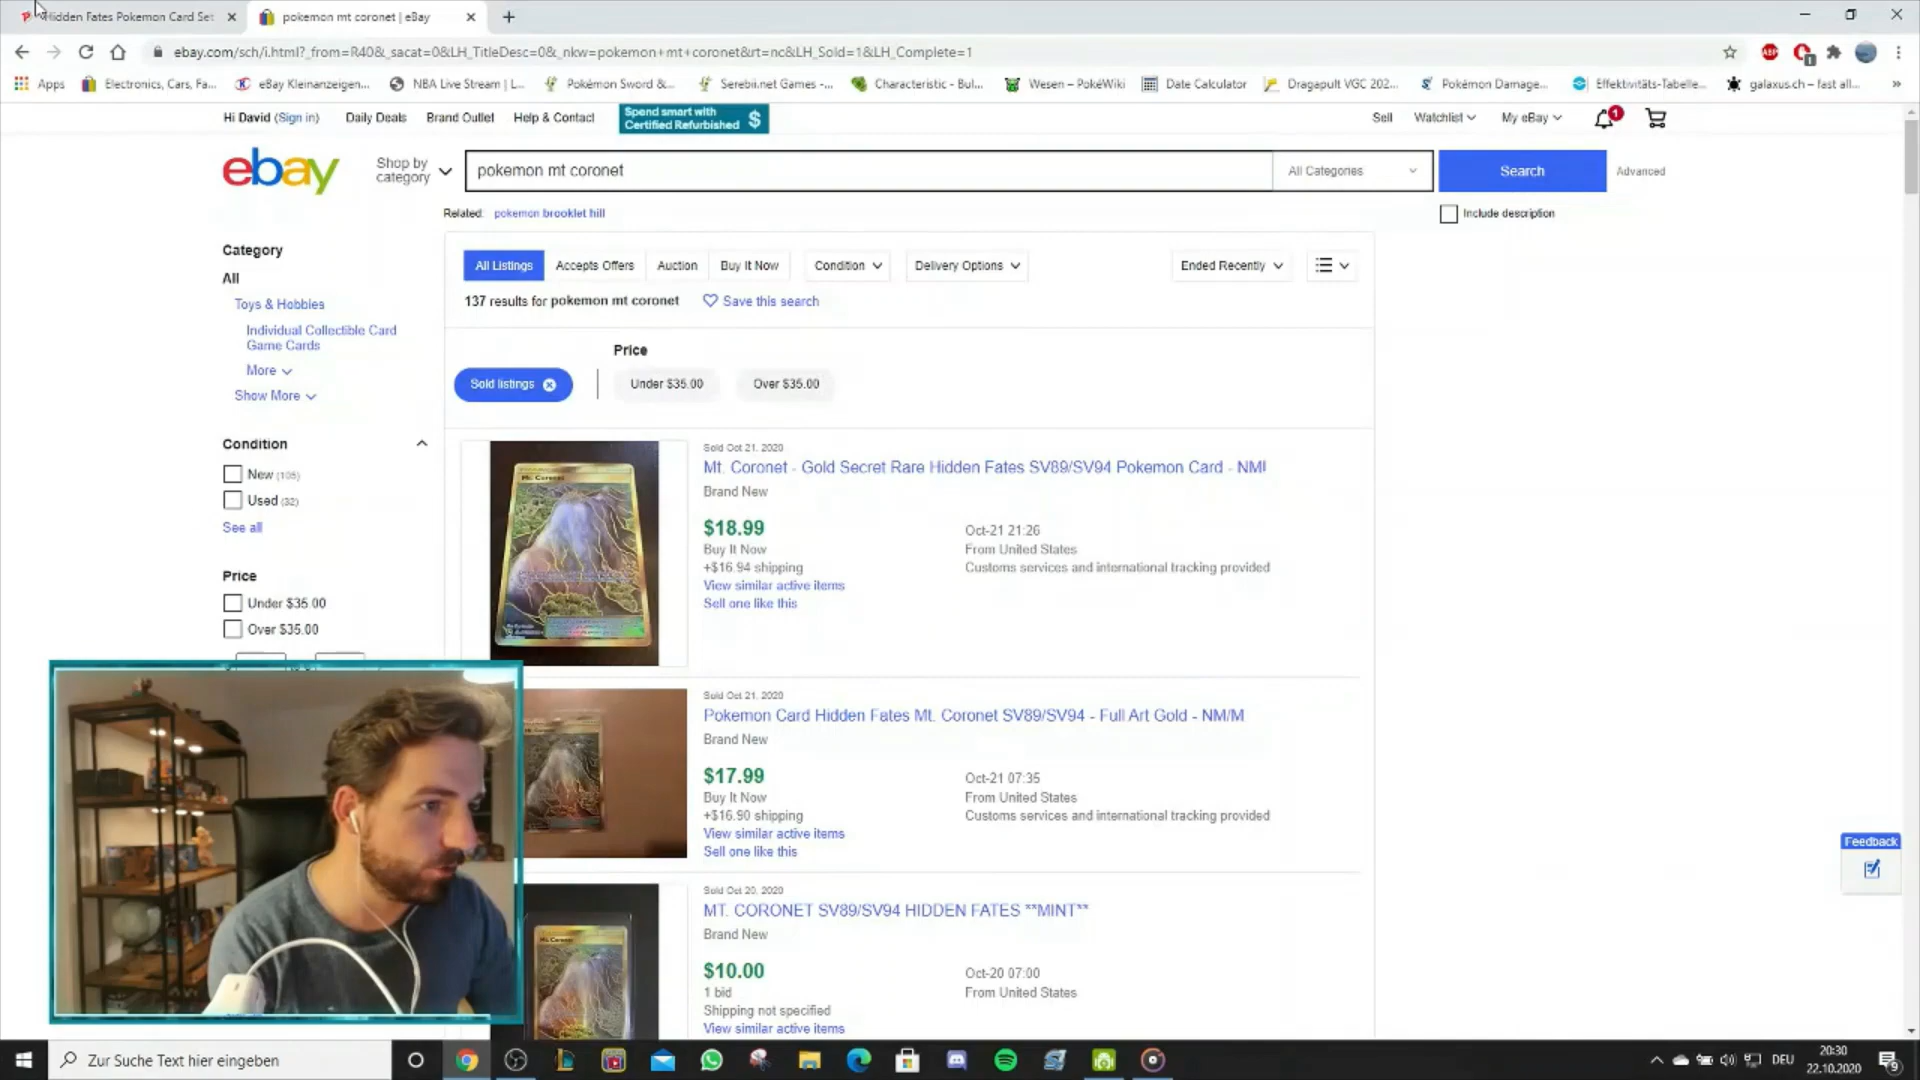 Hidden Fates Pokemon Card Set
pokemon mt coronet | eBay
ebay.com/sch/i.html?_from=R40&_sacat=0&LH_TitleDesc=0&_nkw=pokemon+mt+coronet&rt=nc&LH_Sold=1&LH_Complete=1
ABP
1
Apps
Electronics, Cars, Fa...
eBay Kleinanzeigen...
NBA Live Stream | L...
Pokémon Sword &...
Serebii.net Games -...
Characteristic - Bul...
Wesen – PokéWiki
Date Calculator
Dragapult VGC 202...
Pokémon Damage...
Effektivitäts-Tabelle...
galaxus.ch – fast all...
Hi David (Sign in)
Daily Deals
Brand Outlet
Help & Contact
Spend smart with
Certified Refurbished
$
Sell
Watchlist
My eBay
1
ebay
Shop by
category
pokemon mt coronet
All Categories
Search
Advanced
Related: pokemon brooklet hill
Include description
Category
All
Toys & Hobbies
Individual Collectible Card
Game Cards
More
Show More
Condition
New (105)
Used (32)
See all
Price
Under $35.00
Over $35.00
All Listings
Accepts Offers
Auction
Buy It Now
Condition
Delivery Options
Ended Recently
137 results for pokemon mt coronet
Save this search
Price
Sold listings
Under $35.00
Over $35.00
Mt. Coronet
Sold Oct 21, 2020
Mt. Coronet - Gold Secret Rare Hidden Fates SV89/SV94 Pokemon Card - NM!
Brand New
$18.99
Buy It Now
+$16.94 shipping
View similar active items
Sell one like this
Oct-21 21:26
From United States
Customs services and international tracking provided
Sold Oct 21, 2020
Pokemon Card Hidden Fates Mt. Coronet SV89/SV94 - Full Art Gold - NM/M
Brand New
$17.99
Buy It Now
+$16.90 shipping
View similar active items
Sell one like this
Oct-21 07:35
From United States
Customs services and international tracking provided
Mt. Coronet
Sold Oct 20, 2020
MT. CORONET SV89/SV94 HIDDEN FATES **MINT**
Brand New
$10.00
1 bid
Shipping not specified
View similar active items
Oct-20 07:00
From United States
Feedback
Zur Suche Text hier eingeben
DEU
20:30
22.10.2020
9